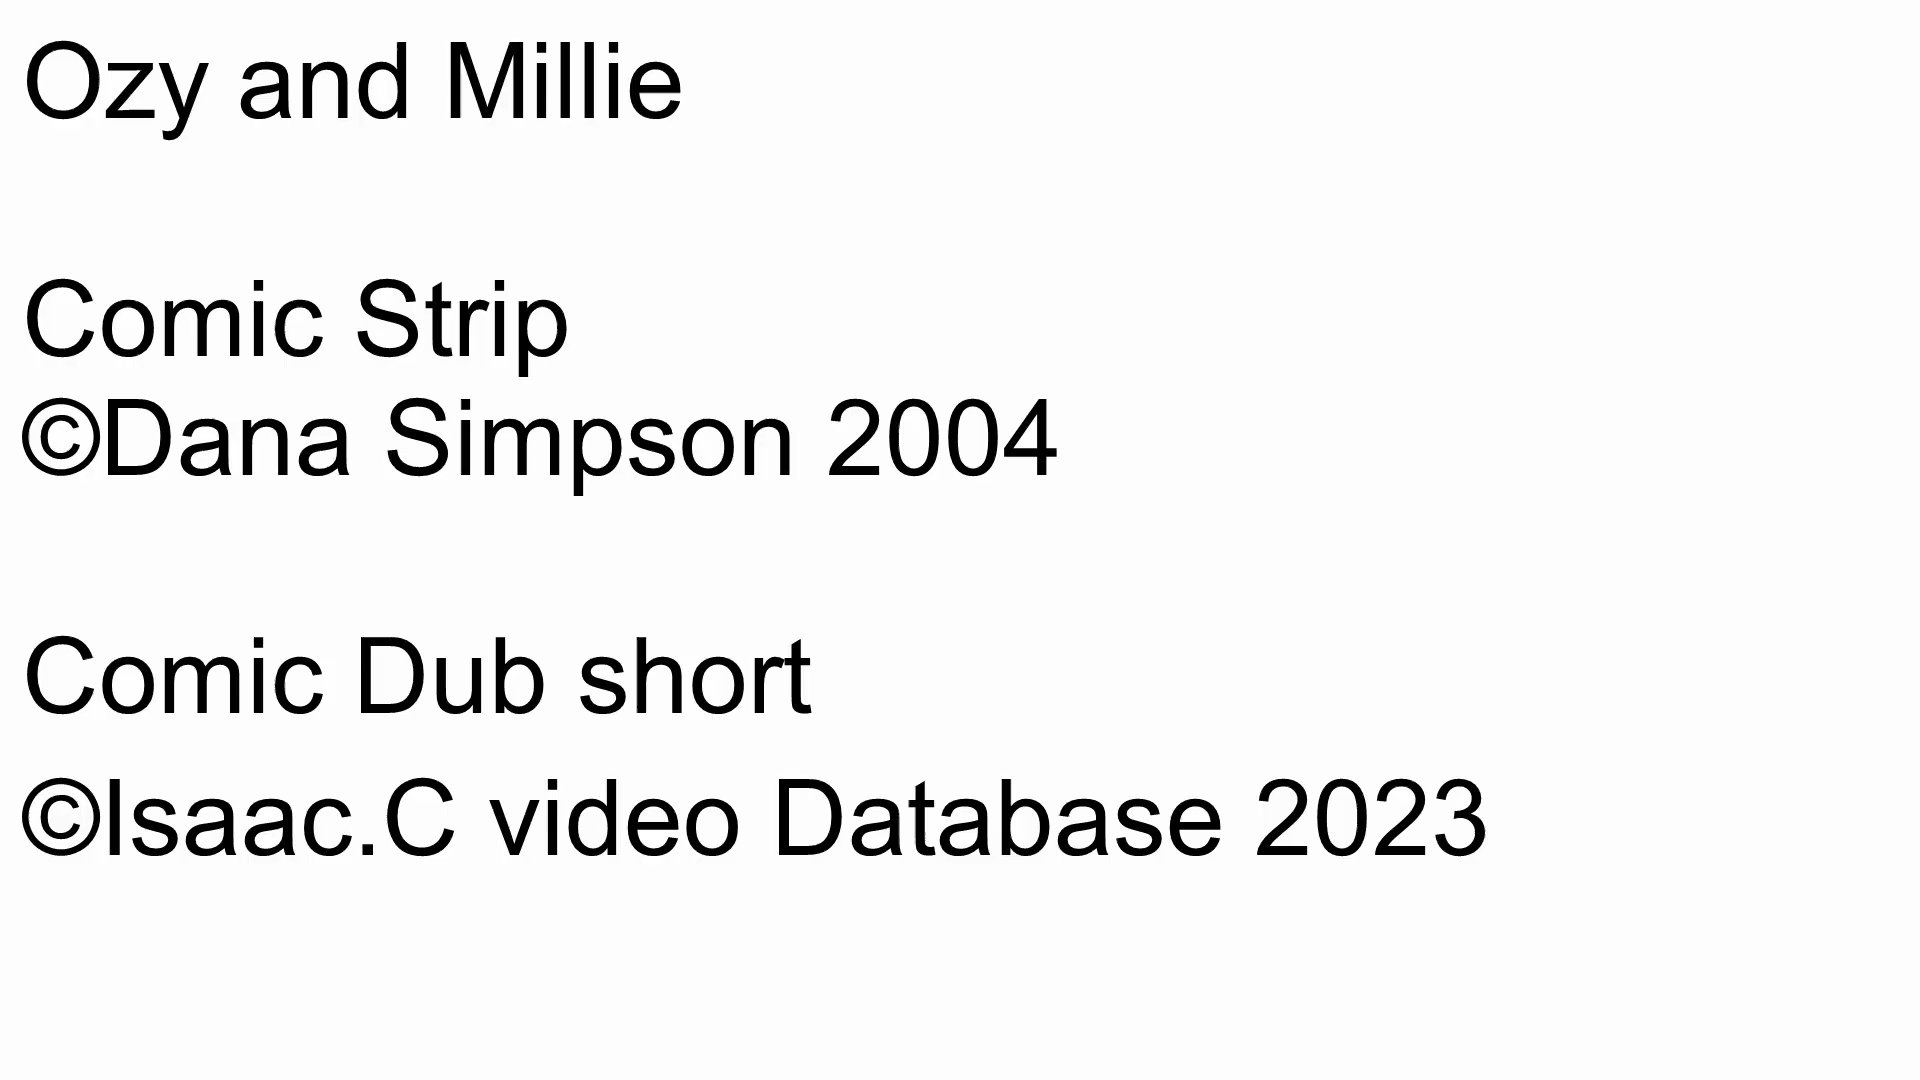 Ozy and Millie
Comic Strip
©Dana Simpson 2004
Comic Dub short
©Isaac.C video Database 2023